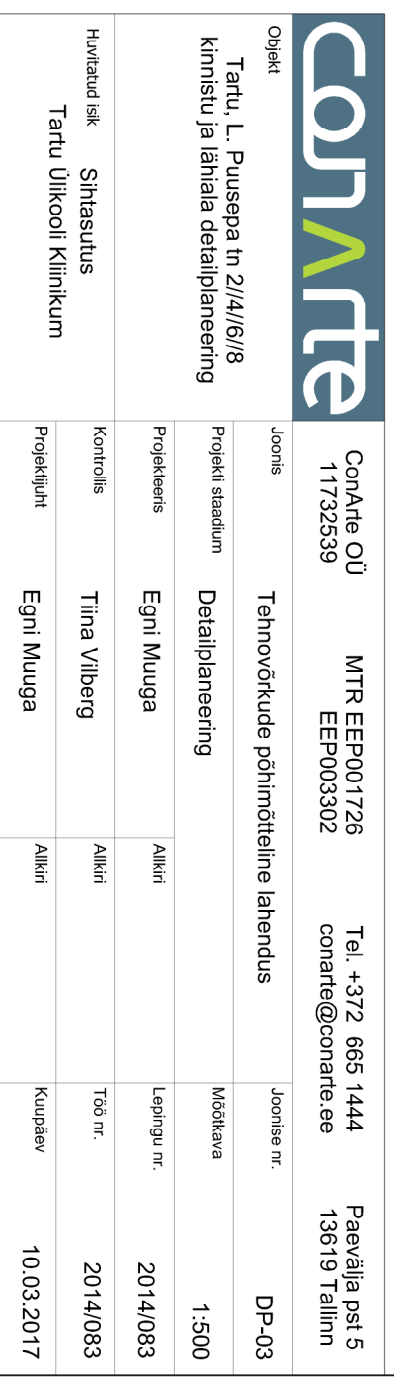 conArte
ConArte OÜ
11732539
MTR EEP001726
EEP003302
Tel. +372 665 1444
conarte@conarte.ee
Paevälja pst 5
13619 Tallinn
Objekt
Tartu, L. Puusepa tn 2//4//6//8
kinnistu ja lähiala detailplaneering
Huvitatud isik
Sihtasutus
Tartu Ülikooli Kliinikum
Joonis
Tehnovõrkude põhimõtteline lahendus
Joonise nr.
DP-03
Projekti staadium
Detailplaneering
Mõõtkava
1:500
Projekteeris
Egni Muuga
Allkiri
Lepingu nr.
2014/083
Kontrollis
Tiina Vilberg
Allkiri
Töö nr.
2014/083
Projektijuht
Egni Muuga
Allkiri
Kuupäev
10.03.2017